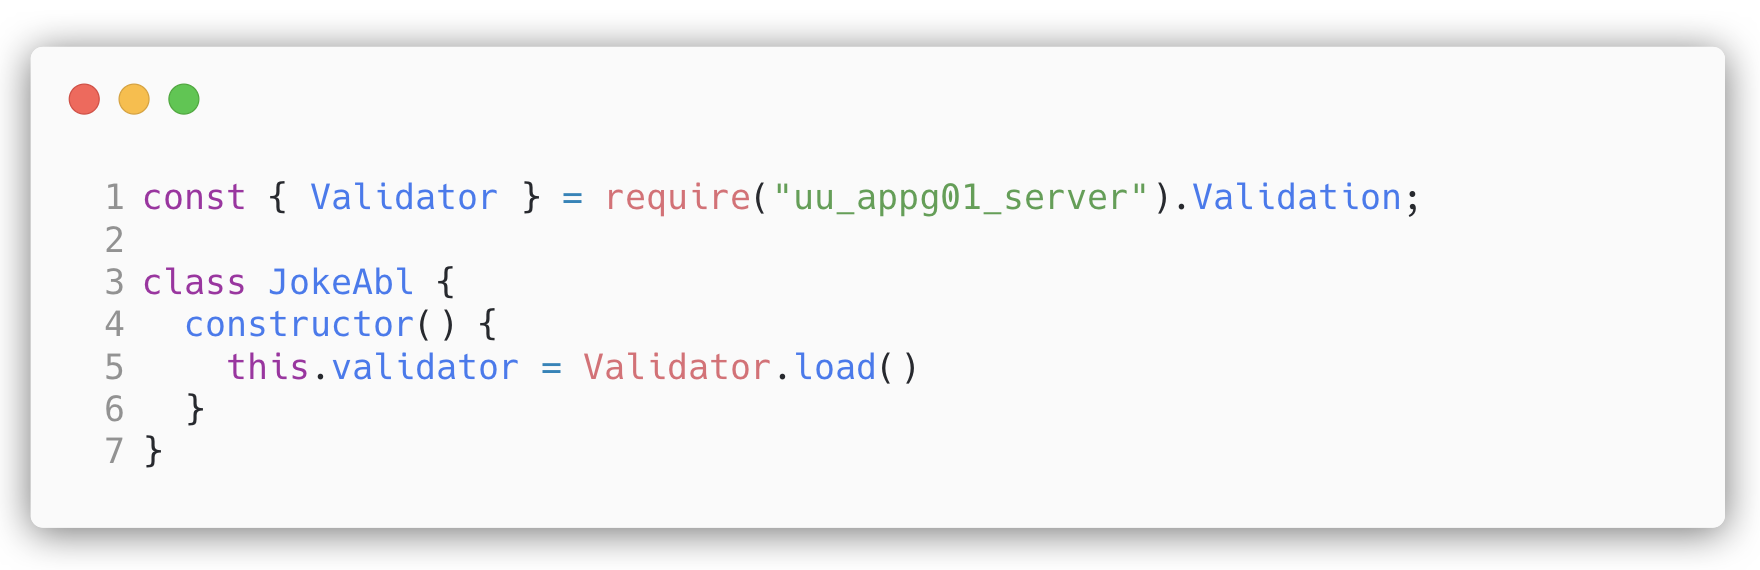 1 const { Validator } = require("uu_appg01_server").Validation;
2
3 class JokeAbl {
4   constructor() {
5     this.validator = Validator.load()
6   }
7 }